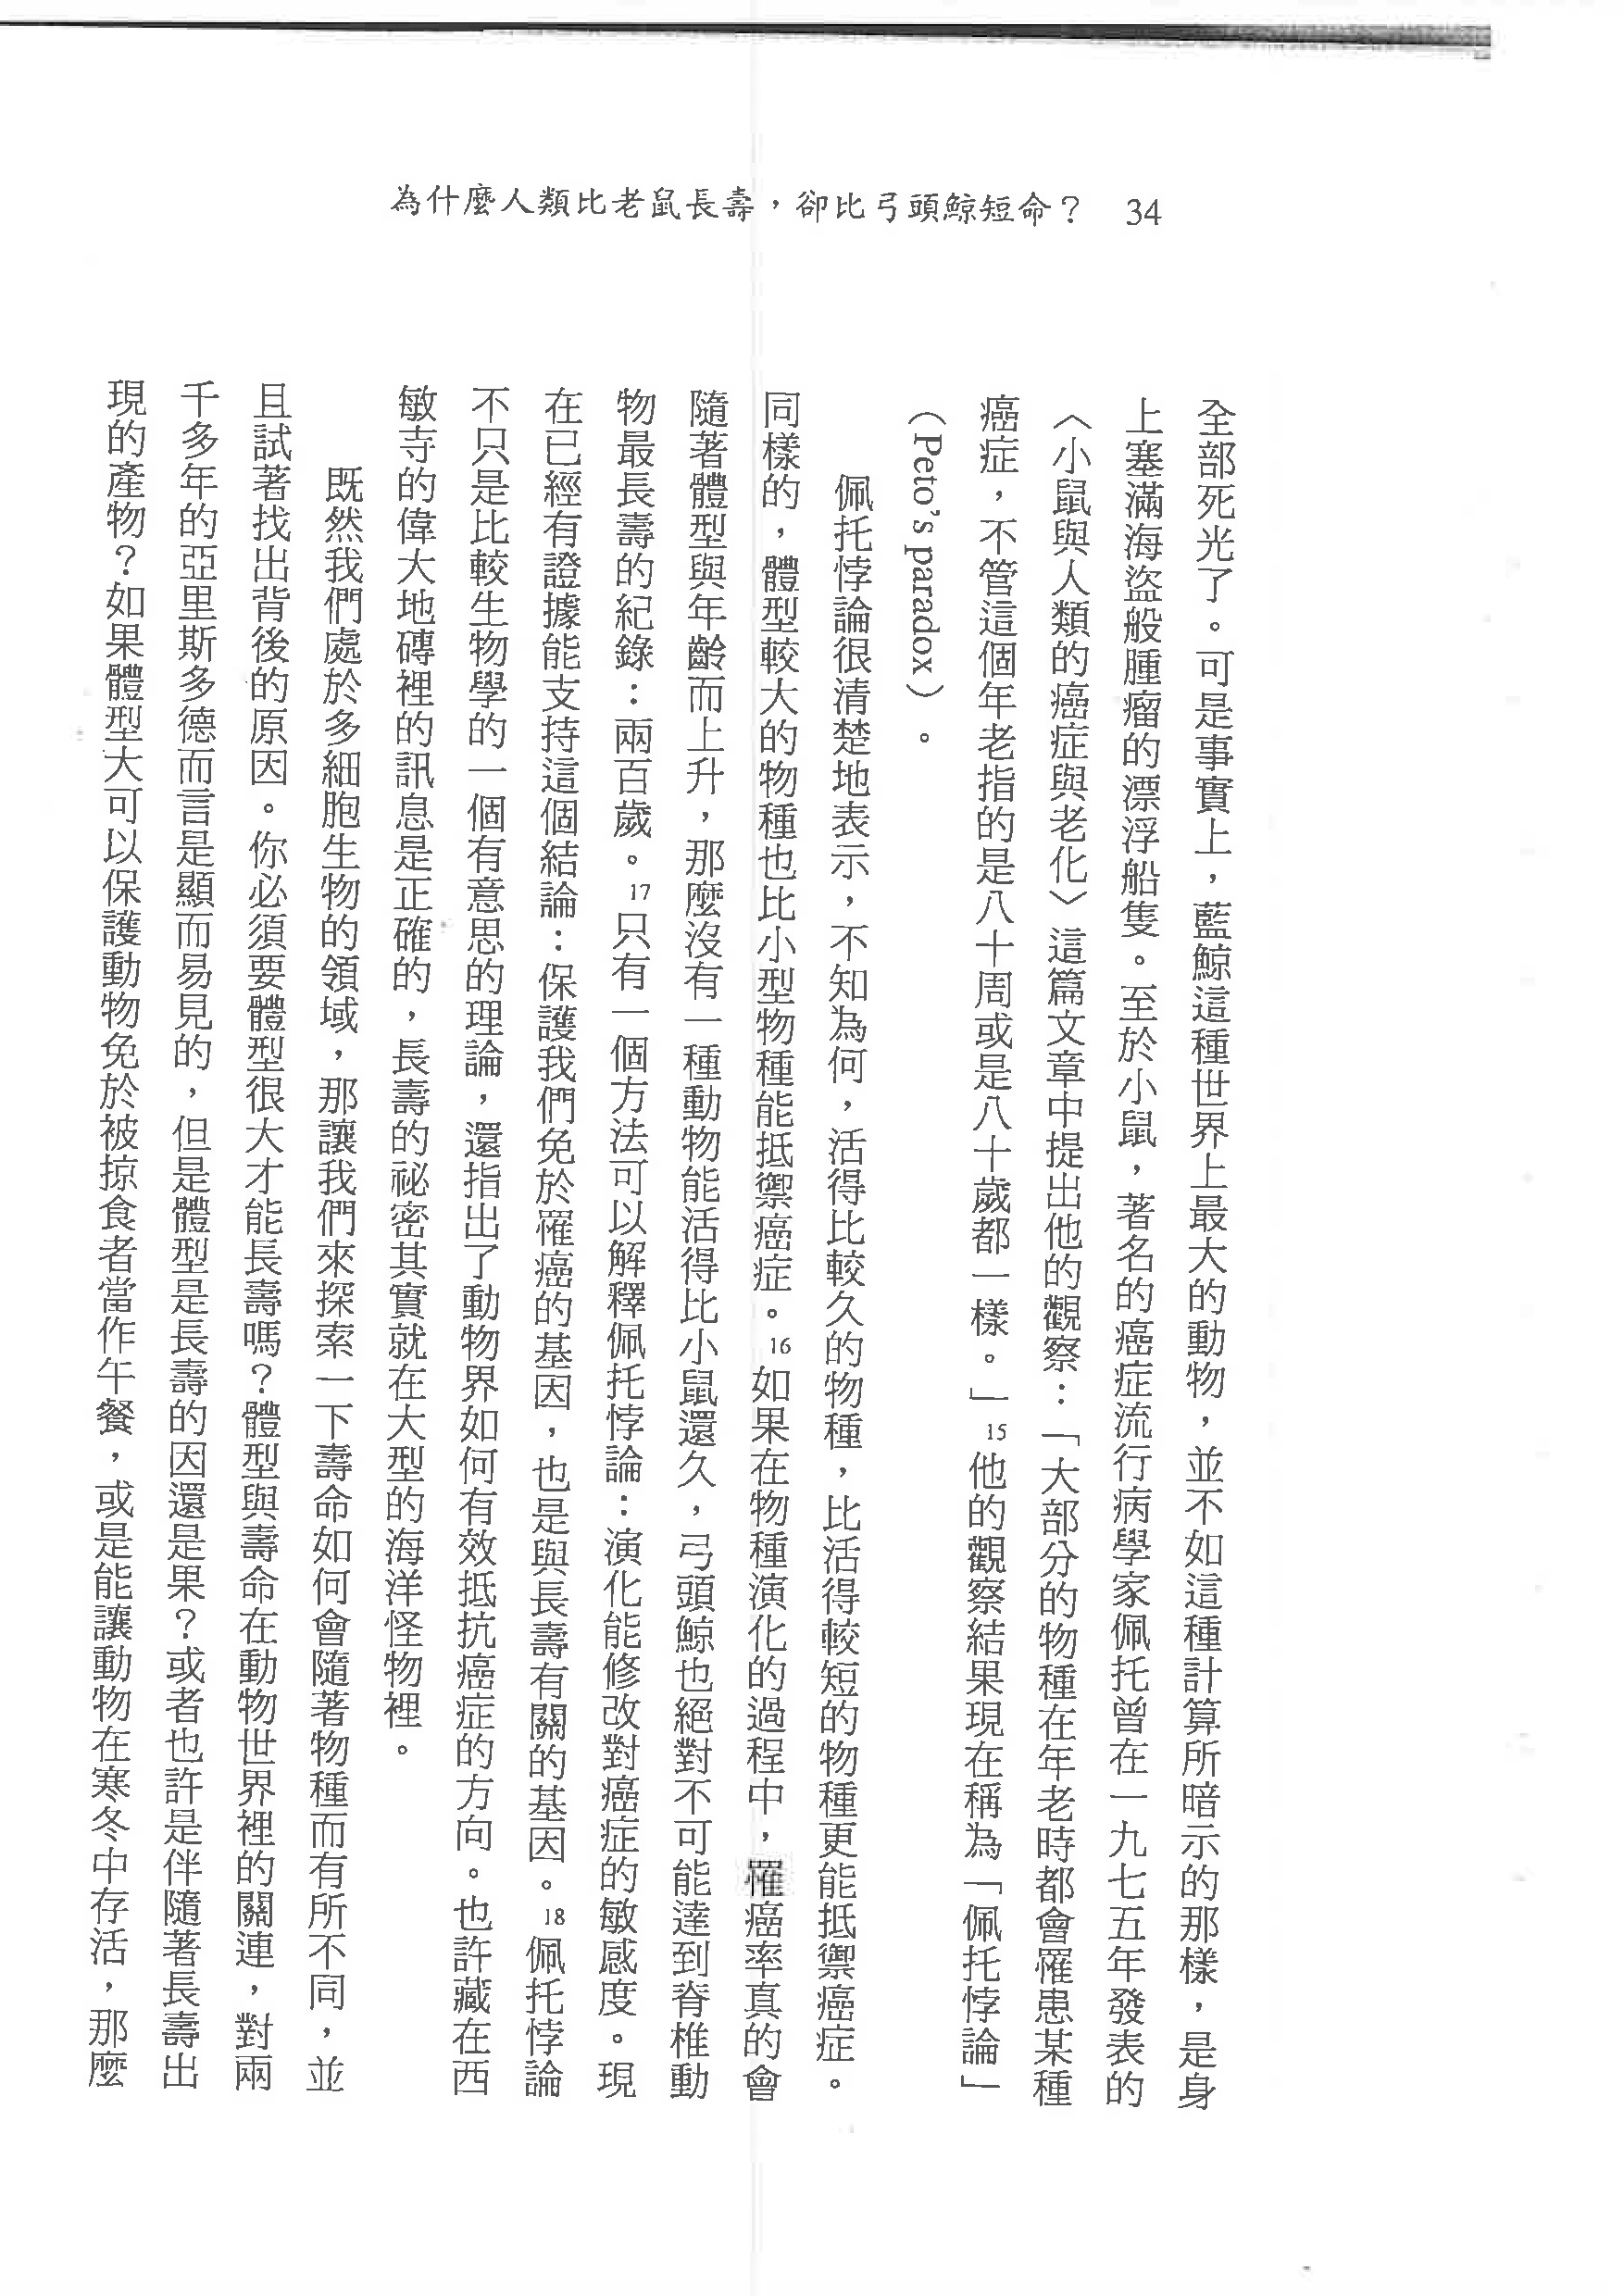 為什麼人類比老鼠長壽，卻比弓頭鯨短命？ 34
全部死光了。可是事實上，藍鯨這種世界上最大的動物，並不如這種計算所暗示的那樣，是身
上塞滿海盜般腫瘤的漂浮船隻。至於小鼠，著名的癌症流行病學家佩托曾在一九七五年發表的
〈小鼠與人類的癌症與老化〉這篇文章中提出他的觀察：「大部分的物種在年老時都會罹患某種
癌症，不管這個年老指的是八十周或是八十歲都一樣。」15他的觀察結果現在稱為「佩托悖論」
（Peto's paradox）。
佩托悖論很清楚地表示，不知為何，活得比較久的物種，比活得較短的物種更能抵禦癌症。
同樣的，體型較大的物種也比小型物種能抵禦癌症。16如果在物種演化的過程中，罹癌率真的會
隨著體型與年齡而上升，那麼沒有一種動物能活得比小鼠還久，弓頭鯨也絕對不可能達到脊椎動
物最長壽的紀錄：兩百歲。17只有一個方法可以解釋佩托悖論：演化能修改對癌症的敏感度。現
在已經有證據能支持這個結論：保護我們免於罹癌的基因，也是與長壽有關的基因。18佩托悖論
不只是比較生物學的一個有意思的理論，還指出了動物界如何有效抵抗癌症的方向。也許藏在西
敏寺的偉大地磚裡的訊息是正確的，長壽的祕密其實就在大型的海洋怪物裡。
既然我們處於多細胞生物的領域，那讓我們來探索一下壽命如何會隨著物種而有所不同，並
且試著找出背後的原因。你必須要體型很大才能長壽嗎？體型與壽命在動物世界裡的關連，對兩
千多年的亞里斯多德而言是顯而易見的，但是體型是長壽的因還是果？或者也許是伴隨著長壽出
現的產物？如果體型大可以保護動物免於被掠食者當作午餐，或是能讓動物在寒冬中存活，那麼